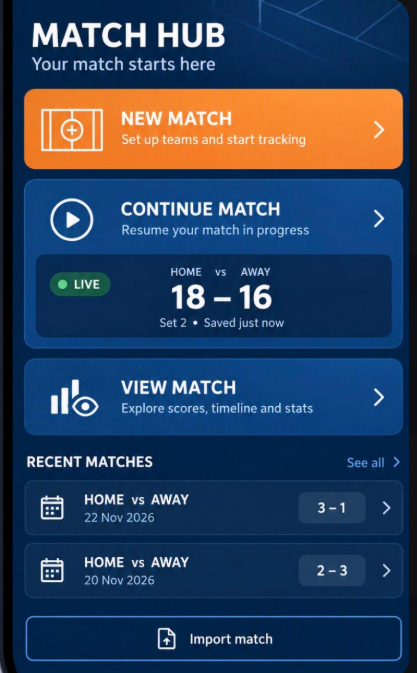 MATCH HUB
Your match starts here
NEW MATCH
Set up teams and start tracking
CONTINUE MATCH
Resume your match in progress
LIVE
HOME vs AWAY
18 – 16
Set 2 • Saved just now
VIEW MATCH
Explore scores, timeline and stats
RECENT MATCHES
See all
HOME vs AWAY
22 Nov 2026
3 – 1
HOME vs AWAY
20 Nov 2026
2 – 3
Import match